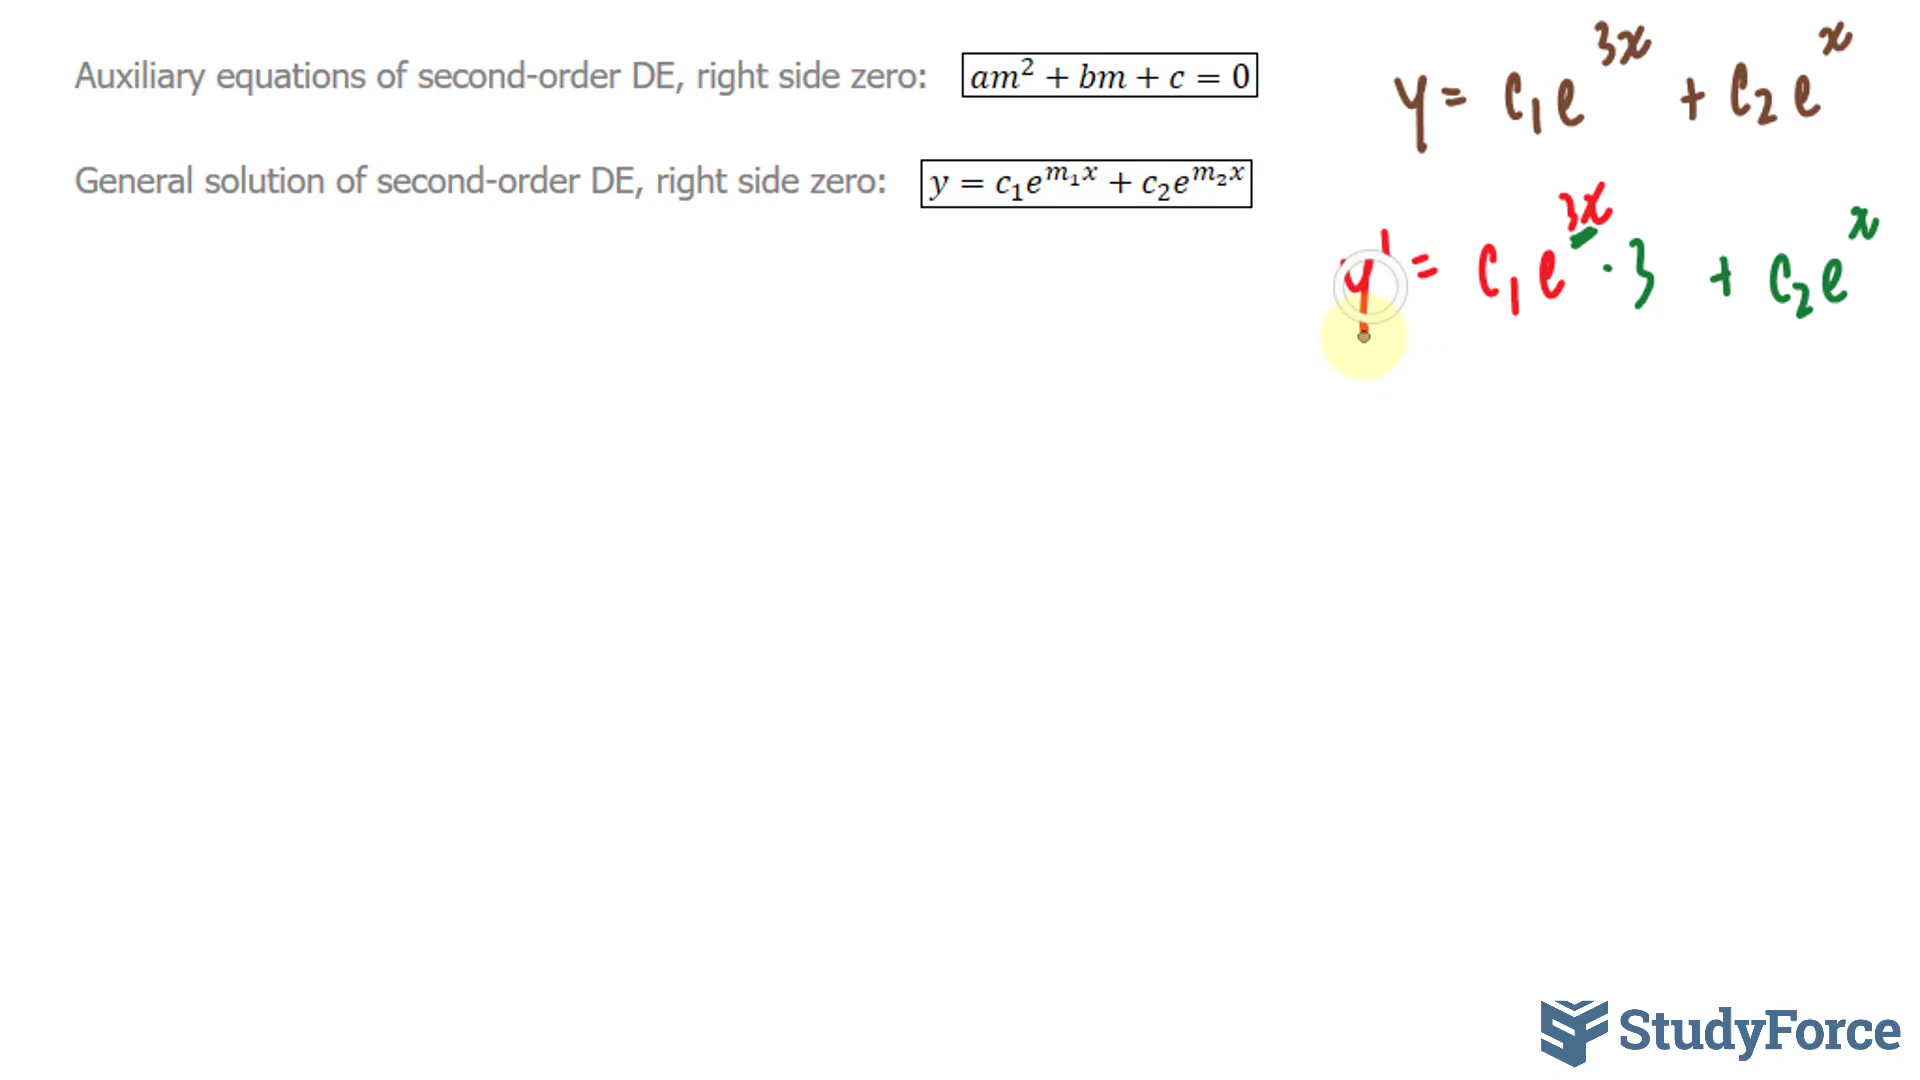 Auxiliary equations of second-order DE, right side zero: am² + bm + c = 0
y = c₁e^{3x} + c₂e^{x}
General solution of second-order DE, right side zero: y = c₁e^{m₁x} + c₂e^{m₂x}
y' = c₁e^{3x} · 3 + c₂e^{x}
StudyForce